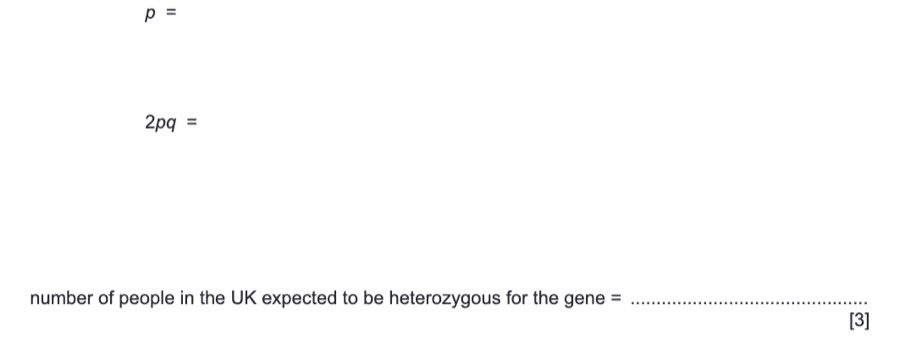 p =
2pq =
number of people in the UK expected to be heterozygous for the gene = ..............................................
[3]